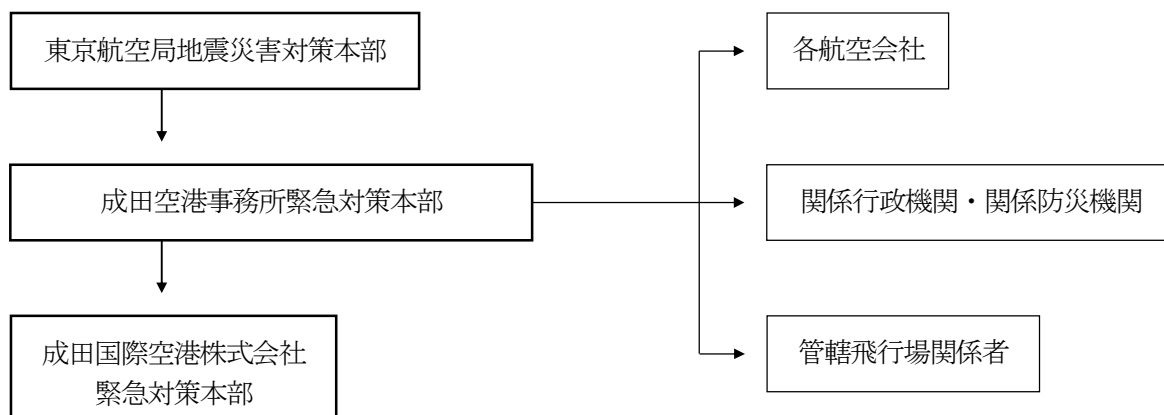 東京航空局地震災害対策本部
各航空会社
成田空港事務所緊急対策本部
関係行政機関・関係防災機関
成田国際空港株式会社
緊急対策本部
管轄飛行場関係者